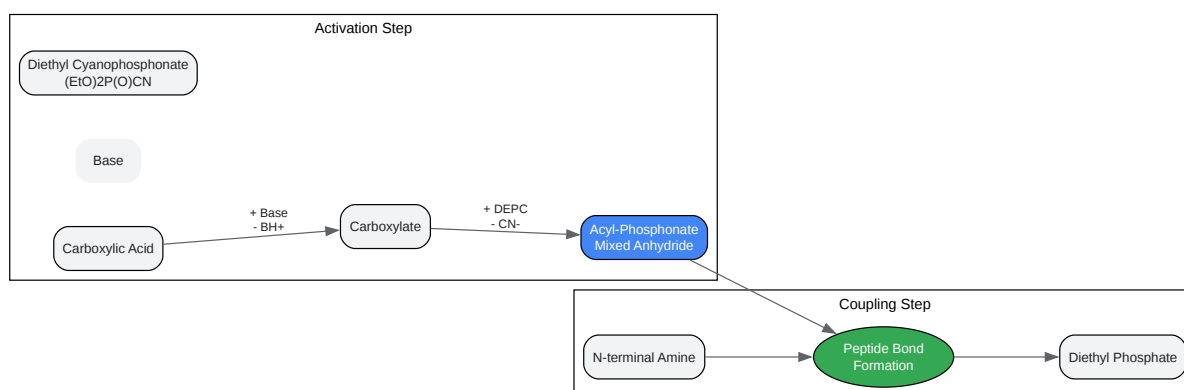 Activation Step
Diethyl Cyanophosphonate
(EtO)2P(O)CN
Base
Carboxylic Acid
+ Base
- BH+
Carboxylate
+ DEPC
- CN-
Acyl-Phosphonate
Mixed Anhydride
Coupling Step
N-terminal Amine
Peptide Bond
Formation
Diethyl Phosphate